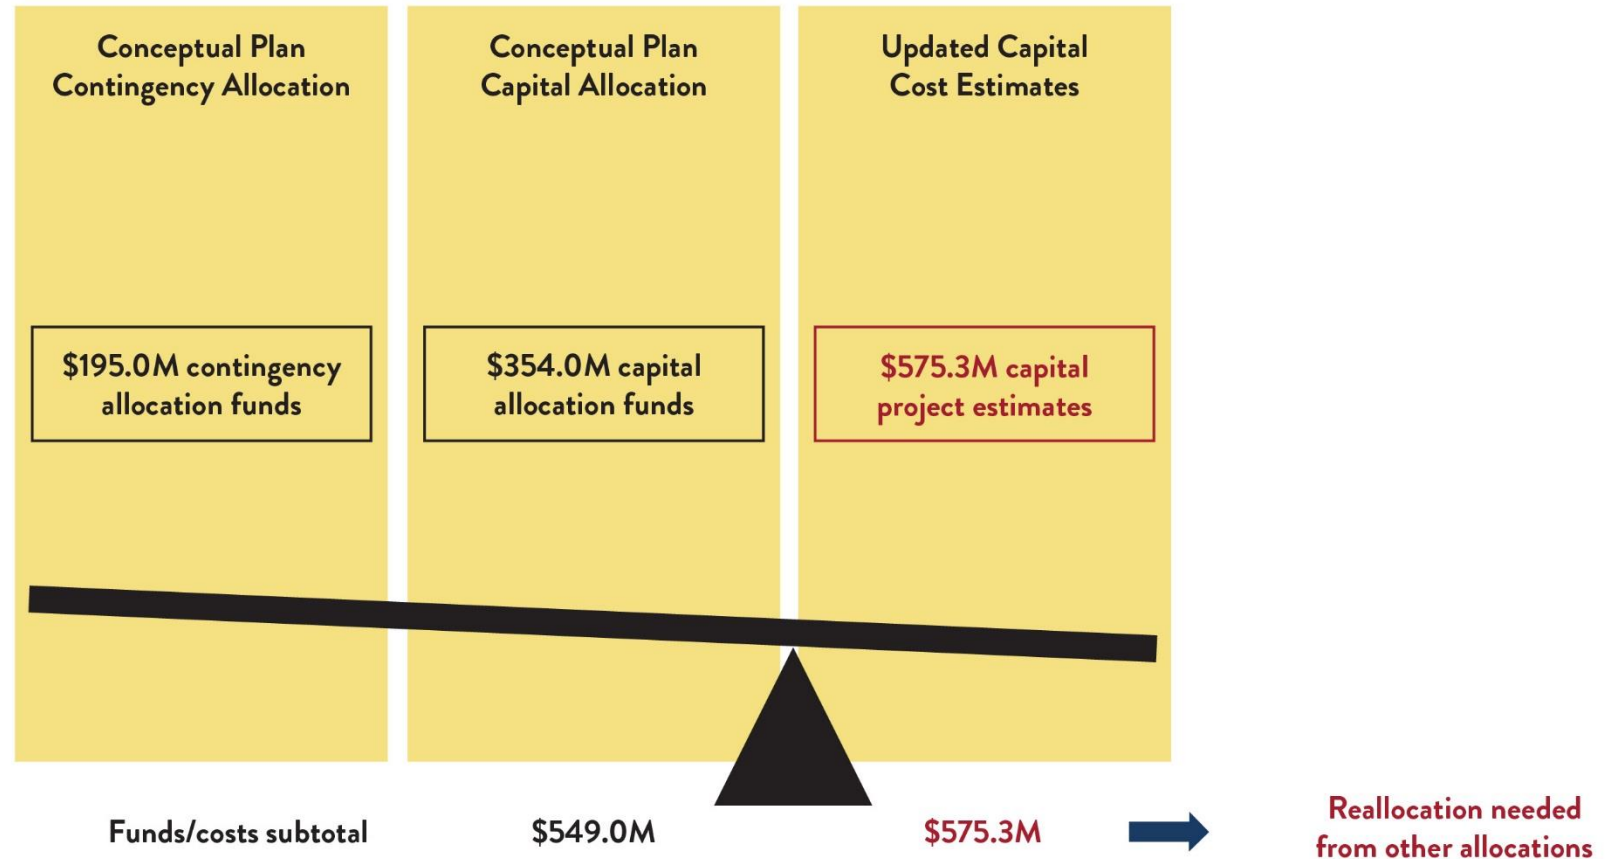 Conceptual Plan
Contingency Allocation
Conceptual Plan
Capital Allocation
Updated Capital
Cost Estimates
$195.0M contingency
allocation funds
$354.0M capital
allocation funds
$575.3M capital
project estimates
Funds/costs subtotal
$549.0M
$575.3M
Reallocation needed
from other allocations